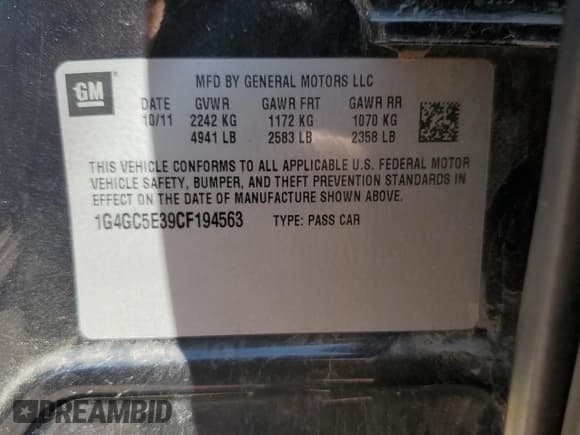 GM
MFD BY GENERAL MOTORS LLC
DATE GVWR GAWR FRT GAWR RR
10/11 2242 KG 1172 KG 1070 KG
4941 LB 2583 LB 2358 LB
THIS VEHICLE CONFORMS TO ALL APPLICABLE U.S. FEDERAL MOTOR
VEHICLE SAFETY, BUMPER, AND THEFT PREVENTION STANDARDS IN
EFFECT ON THE DATE OF MANUFACTURE SHOWN ABOVE.
1G4GC5E39CF194563 TYPE: PASS CAR
DREAMBID